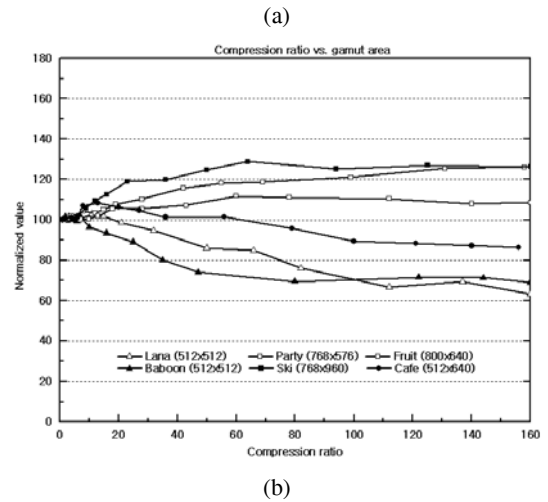 (a)
Compression ratio vs. gamut area
180
160
140
120
100
80
60
40
20
0
Normalized value
Lana (512x512)
Party (768x576)
Fruit (800x640)
Baboon (512x512)
Ski (768x960)
Cafe (512x640)
0 20 40 60 80 100 120 140 160
Compression ratio
(b)